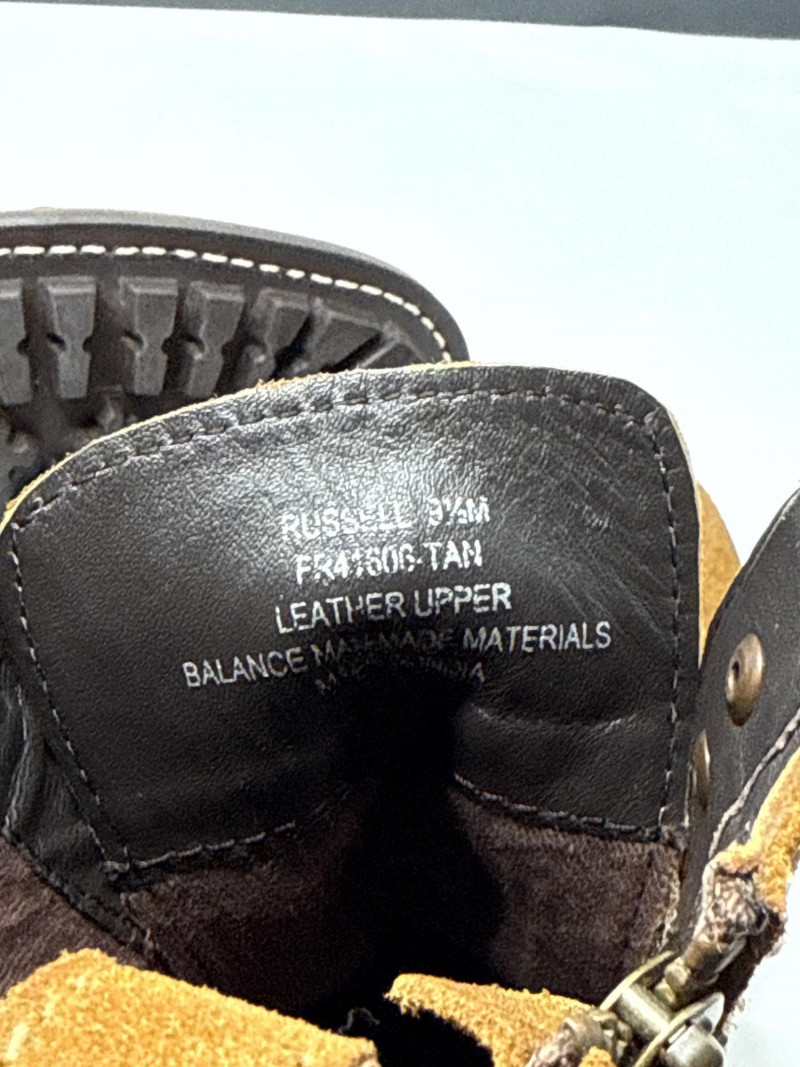 RUSSELL 9½M
FR41606-TAN
LEATHER UPPER
BALANCE MAN-MADE MATERIALS